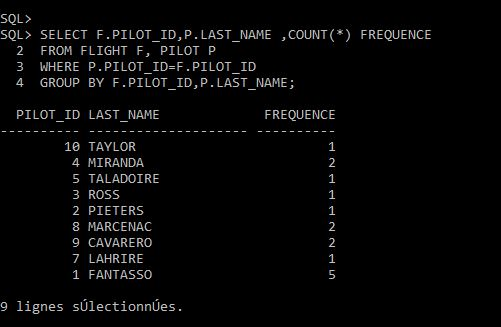 SQL>
SQL> SELECT F.PILOT_ID,P.LAST_NAME ,COUNT(*) FREQUENCE
  2  FROM FLIGHT F, PILOT P
  3  WHERE P.PILOT_ID=F.PILOT_ID
  4  GROUP BY F.PILOT_ID,P.LAST_NAME;

  PILOT_ID LAST_NAME             FREQUENCE
---------- -------------------- ----------
        10 TAYLOR                        1
         4 MIRANDA                       2
         5 TALADOIRE                     1
         3 ROSS                          1
         2 PIETERS                       1
         8 MARCENAC                      2
         9 CAVARERO                      2
         7 LAHRIRE                       1
         1 FANTASSO                      5

9 lignes sÚlectionnÚes.